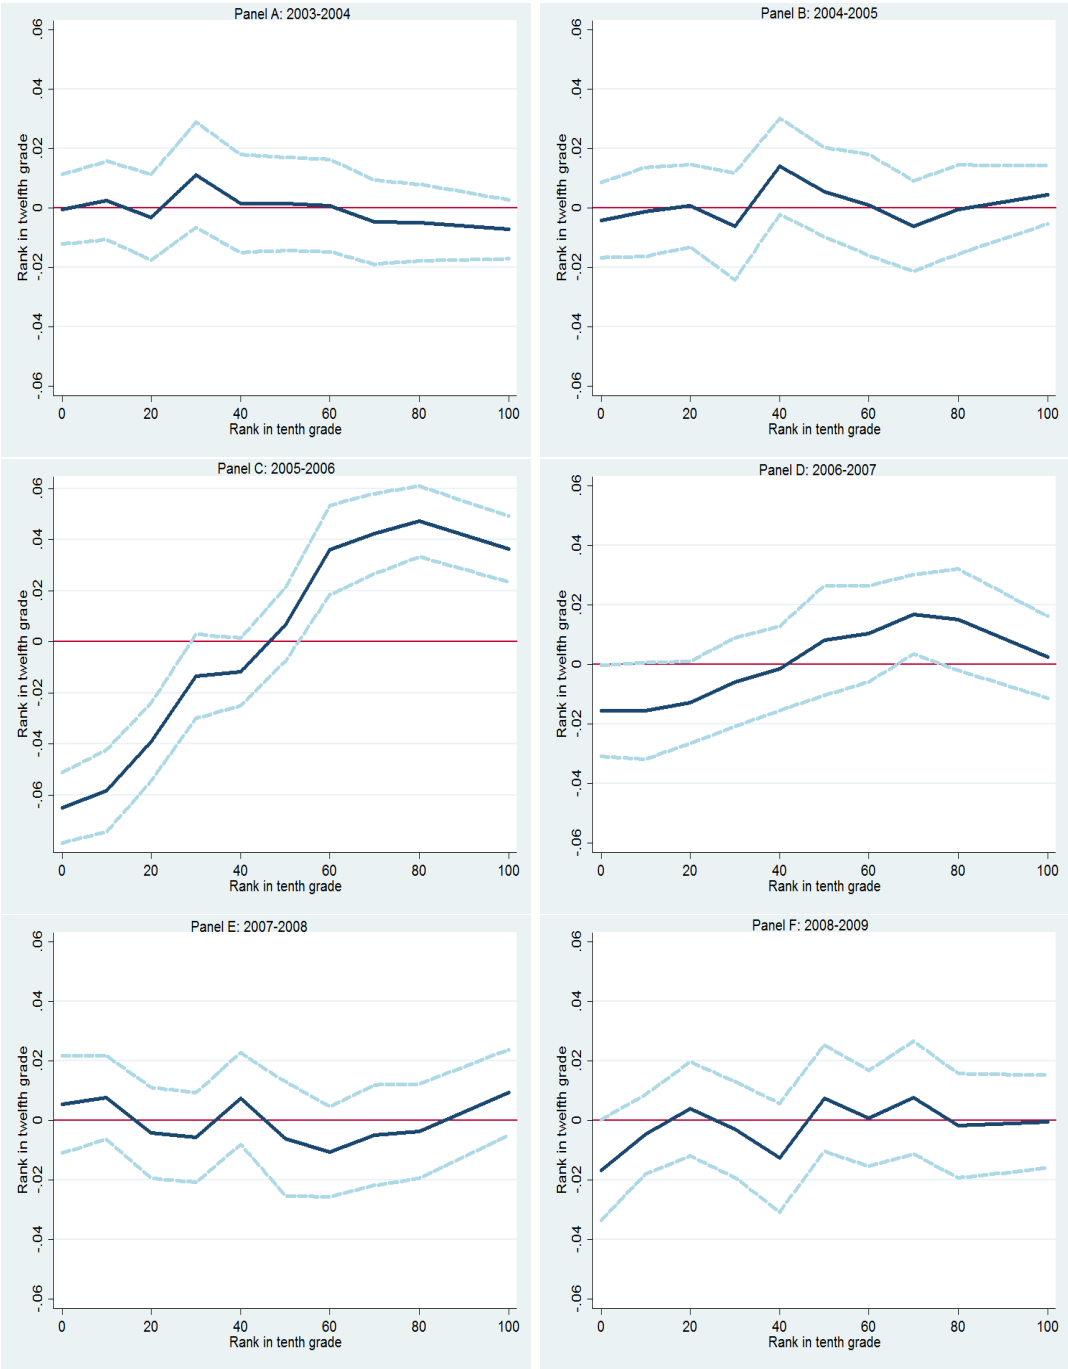 Panel A: 2003-2004
Rank in twelfth grade
.06
.04
.02
0
-.02
-.04
-.06
0 20 40 60 80 100
Rank in tenth grade
Panel B: 2004-2005
Rank in twelfth grade
.06
.04
.02
0
-.02
-.04
-.06
0 20 40 60 80 100
Rank in tenth grade
Panel C: 2005-2006
Rank in twelfth grade
.06
.04
.02
0
-.02
-.04
-.06
0 20 40 60 80 100
Rank in tenth grade
Panel D: 2006-2007
Rank in twelfth grade
.06
.04
.02
0
-.02
-.04
-.06
0 20 40 60 80 100
Rank in tenth grade
Panel E: 2007-2008
Rank in twelfth grade
.06
.04
.02
0
-.02
-.04
-.06
0 20 40 60 80 100
Rank in tenth grade
Panel F: 2008-2009
Rank in twelfth grade
.06
.04
.02
0
-.02
-.04
-.06
0 20 40 60 80 100
Rank in tenth grade